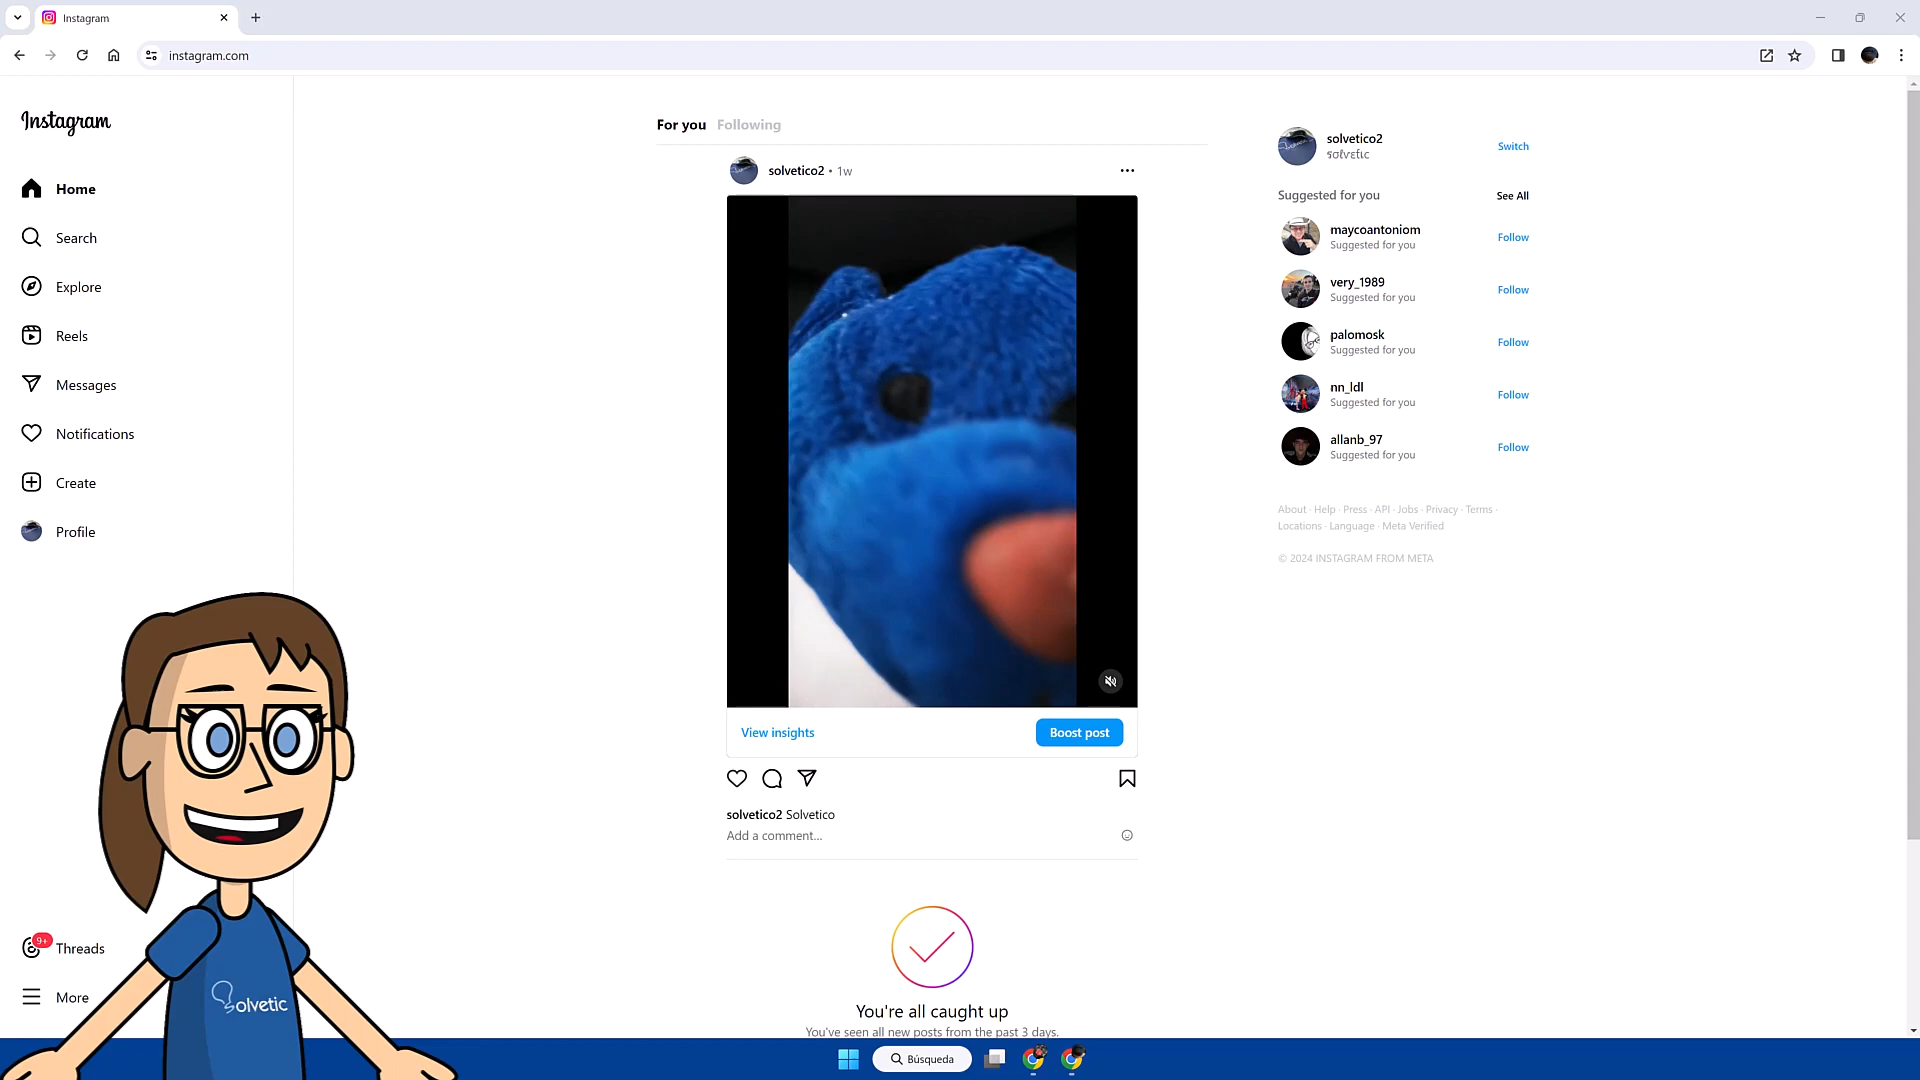 Instagram
instagram.com
Instagram
Home
Search
Explore
Reels
Messages
Notifications
Create
Profile
9+
Threads
More
olvetic
For you Following
solvetico2 • 1w
View insights
Boost post
solvetico2 Solvetico
Add a comment...
You're all caught up
You've seen all new posts from the past 3 days.
solvetico2
Switch
Suggested for you
See All
maycoantoniom
Suggested for you
Follow
very_1989
Suggested for you
Follow
palomosk
Suggested for you
Follow
nn_ldl
Suggested for you
Follow
allanb_97
Suggested for you
Follow
About · Help · Press · API · Jobs · Privacy · Terms ·
Locations · Language · Meta Verified
© 2024 INSTAGRAM FROM META
Búsqueda